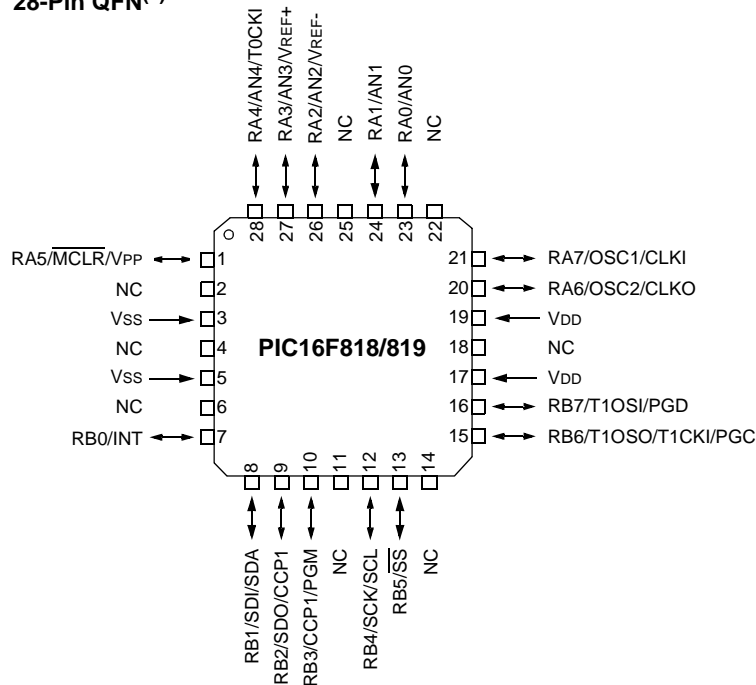 28-Pin QFN
RA4/AN4/T0CKI
RA3/AN3/VREF+
RA2/AN2/VREF-
NC
RA1/AN1
RA0/AN0
NC
28
27
26
25
24
23
22
RA5/MCLR/VPP
1
NC
2
VSS
3
NC
4
VSS
5
NC
6
RB0/INT
7
PIC16F818/819
21
RA7/OSC1/CLKI
20
RA6/OSC2/CLKO
19
VDD
18
NC
17
VDD
16
RB7/T1OSI/PGD
15
RB6/T1OSO/T1CKI/PGC
8
9
10
11
12
13
14
RB1/SDI/SDA
RB2/SDO/CCP1
RB3/CCP1/PGM
NC
RB4/SCK/SCL
RB5/SS
NC